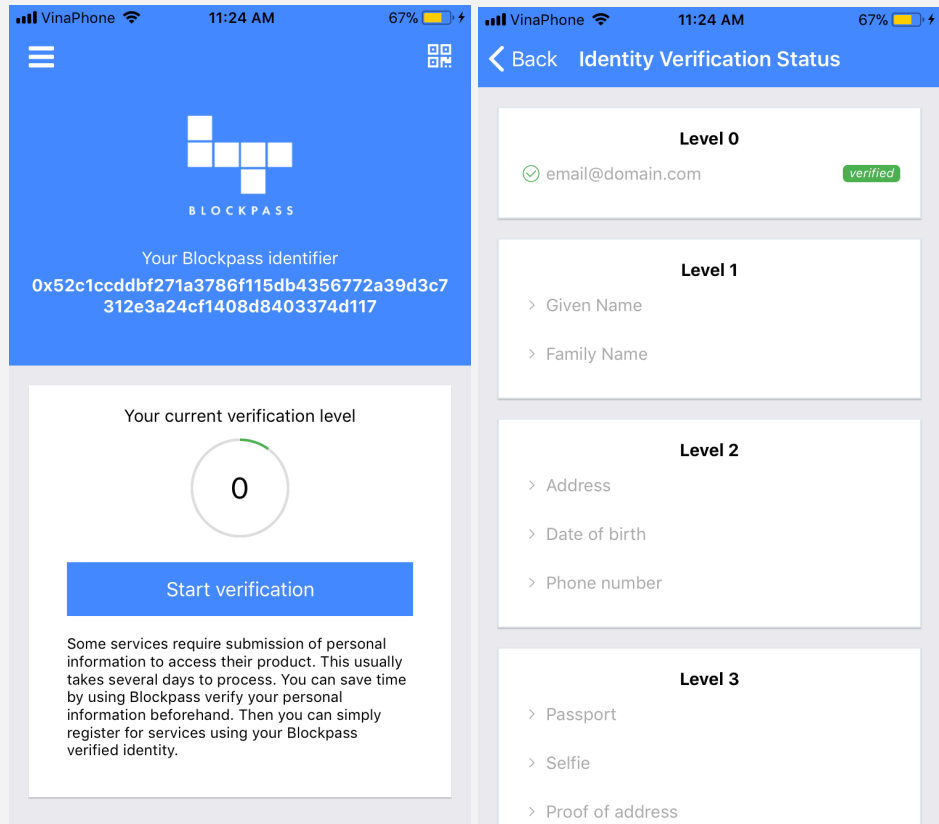 VinaPhone 11:24 AM 67%
BLOCKPASS
Your Blockpass identifier
0x52c1ccddbf271a3786f115db4356772a39d3c7
312e3a24cf1408d8403374d117
Your current verification level
0
Start verification
Some services require submission of personal
information to access their product. This usually
takes several days to process. You can save time
by using Blockpass verify your personal
information beforehand. Then you can simply
register for services using your Blockpass
verified identity.
VinaPhone 11:24 AM 67%
Back Identity Verification Status
Level 0
email@domain.com verified
Level 1
Given Name
Family Name
Level 2
Address
Date of birth
Phone number
Level 3
Passport
Selfie
Proof of address